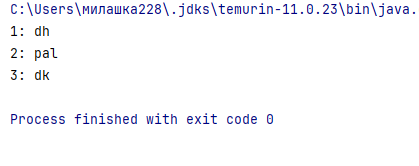 C:\Users\милашка228\.jdks\temurin-11.0.23\bin\java.
1: dh
2: pal
3: dk
Process finished with exit code 0